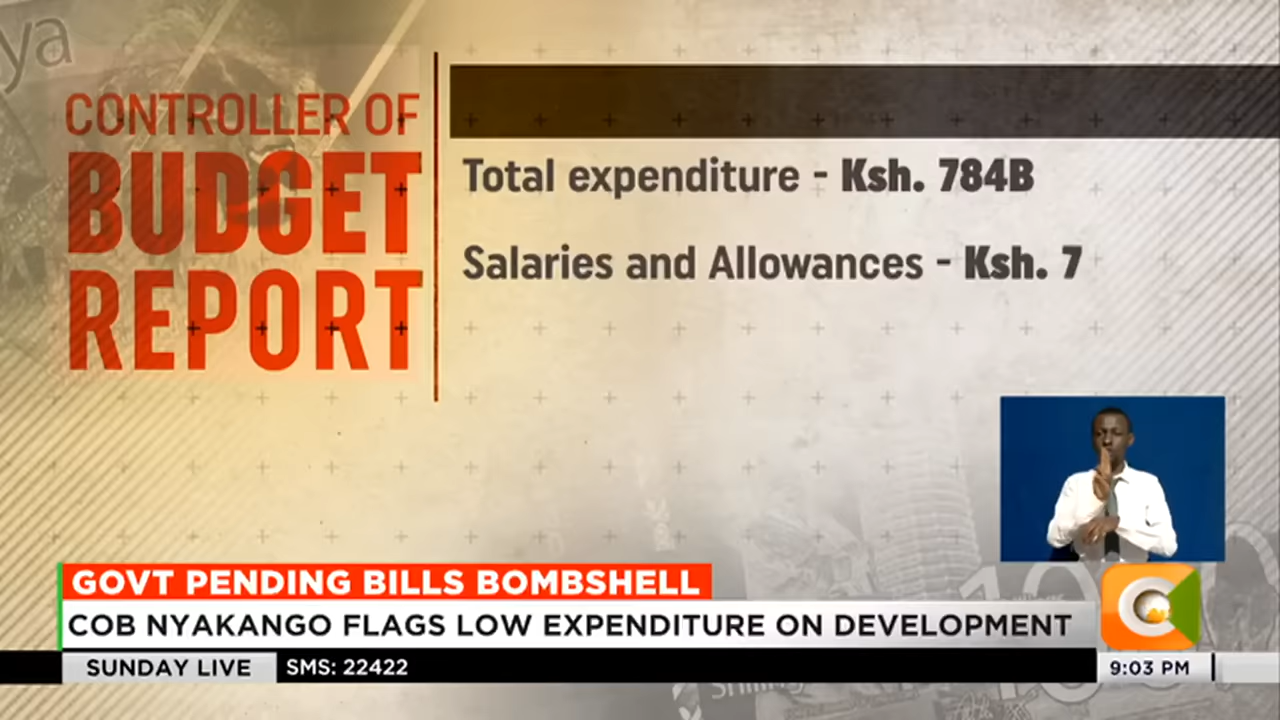 ya
CONTROLLER OF
BUDGET
REPORT
Total expenditure - Ksh. 784B
Salaries and Allowances - Ksh. 7
GOVT PENDING BILLS BOMBSHELL
COB NYAKANGO FLAGS LOW EXPENDITURE ON DEVELOPMENT
SUNDAY LIVE
SMS: 22422
9:03 PM